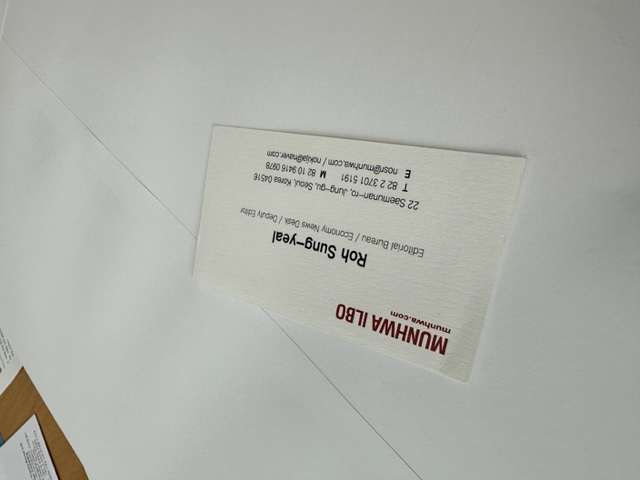 MUNHWA ILBO
munhwa.com
Roh Sung-yeal
Editorial Bureau / Economy News Desk / Deputy Editor
22 Saemunan-ro, Jung-gu, Seoul, Korea 04516
T 82 2 3701 5191 M 82 10 9416 0978
E nosr@munhwa.com / nokija@naver.com